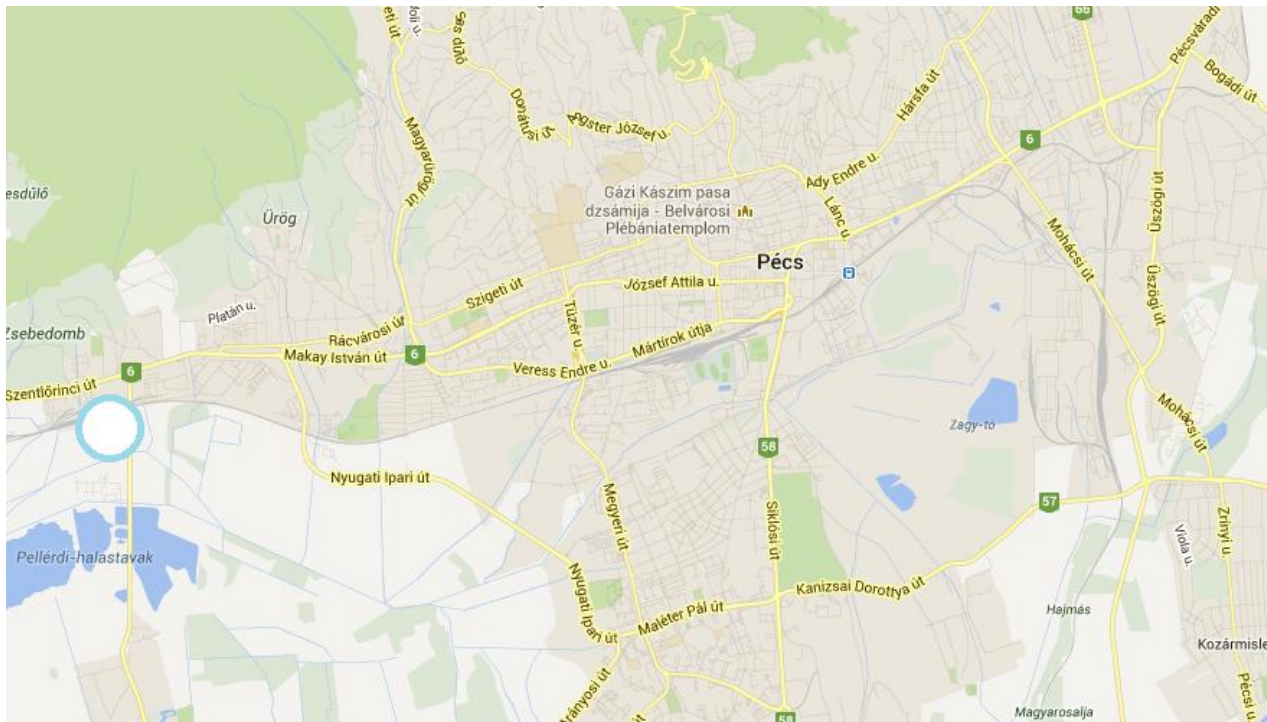 66
Pécsváradi
Bogádi út
Donátusi út
Ágster József u.
Hársfa út
6
Magyarürögi út
Ady Endre u.
Gázi Kászim pasa
dzsámija - Belvárosi
Plébániatemplom
Lánc u.
Üszögi út
Ürög
Mohácsi út
Pécs
József Attila u.
Szigeti út
Üszögi út
Platán u.
Tüzér u.
Rácvárosi út
Zsebedomb
Mártírok útja
Makay István út
6
Veress Endre u.
6
Szentlőrinci út
Mohácsi út
Zagy-tó
58
Nyugati Ipari út
57
Megyeri út
Siklósi út
Zrínyi u.
Viola u.
Pellérdi-halastavak
Nyugati Ipari út
Kanizsai Dorottya út
Maléter Pál út
Hajmás
Kozármisle
Arányosi út
Pécsi u.
Magyarosalja
58